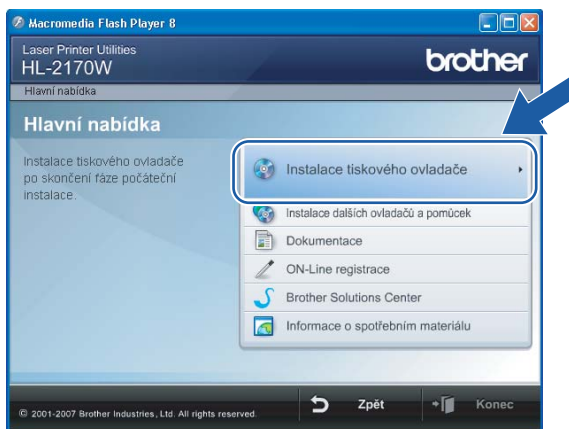 Macromedia Flash Player 8
Laser Printer Utilities
HL-2170W
brother
Hlavní nabídka
Hlavní nabídka
Instalace tiskového ovladače
po skončení fáze počáteční
instalace.
Instalace tiskového ovladače
Instalace dalších ovladačů a pomůcek
Dokumentace
ON-Line registrace
Brother Solutions Center
Informace o spotřebním materiálu
© 2001-2007 Brother Industries, Ltd. All rights reserved.
Zpět
Konec